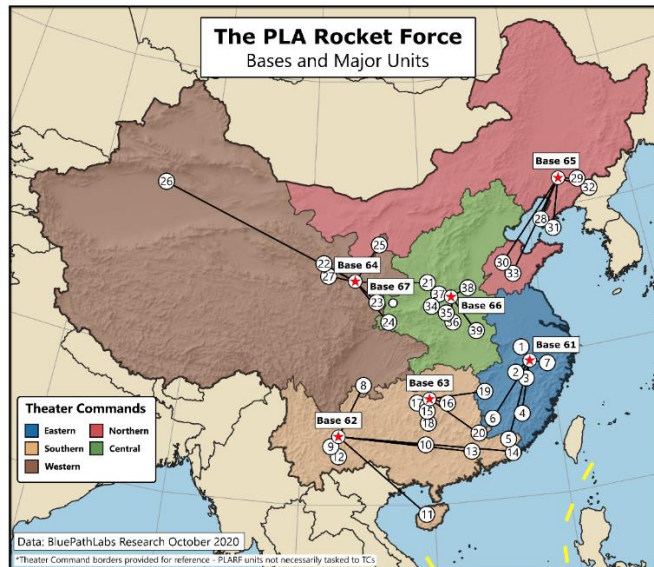 The PLA Rocket Force
Bases and Major Units
26
Base 65
29
32
28
31
30
33
25
22
27
Base 64
Base 67
23
24
21
37
38
34
35
36
Base 66
39
1
Base 61
2
3
7
6
4
5
8
Base 63
17
16
15
18
19
20
Base 62
9
12
10
13
14
11
Theater Commands
Eastern
Northern
Southern
Central
Western
Data: BluePathLabs Research October 2020
*Theater Command borders provided for reference - PLARF units not necessarily tasked to TCs